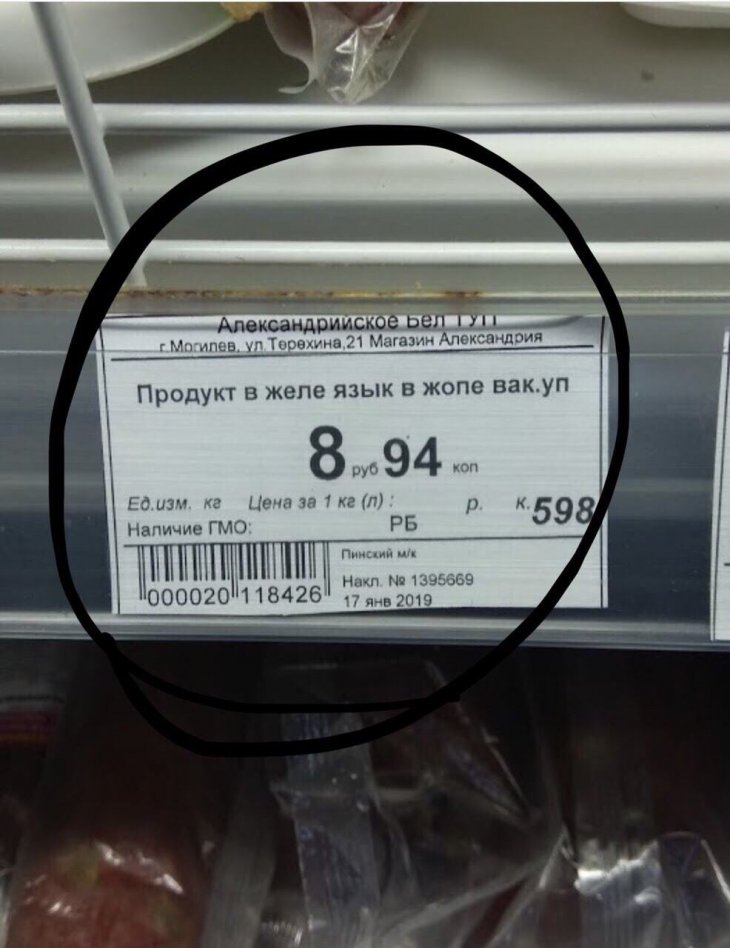 Александрийское Бел ТУП
г.Могилев, ул.Терехина,21 Магазин Александрия
Продукт в желе язык в жопе вак.уп
8 руб 94 коп
Ед.изм. кг Цена за 1 кг (л) : р. к. 598
Наличие ГМО: РБ
Пинский м/к
Накл. № 1395669
000020 118426
17 янв 2019